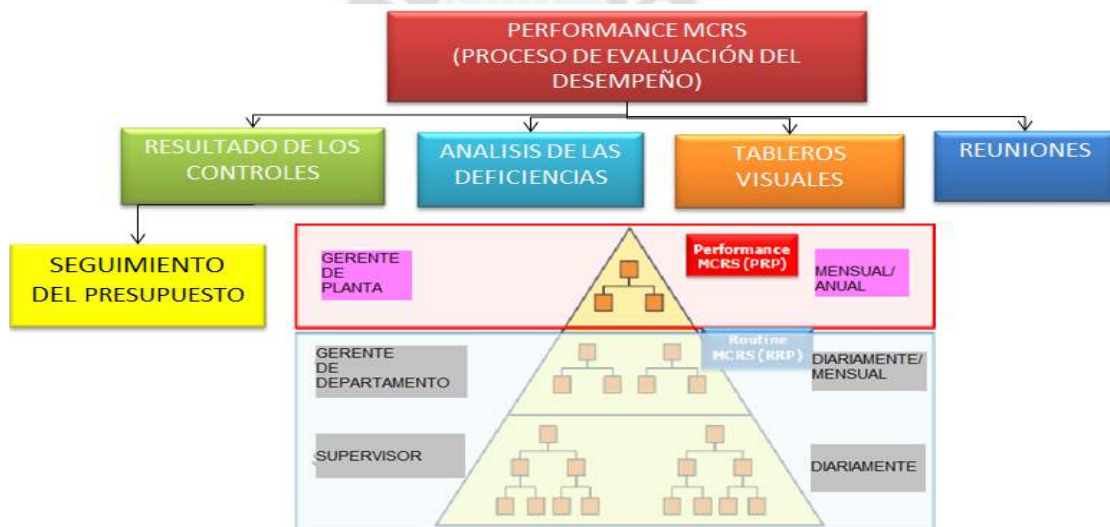 PERFORMANCE MCRS
(PROCESO DE EVALUACIÓN DEL
DESEMPEÑO)
RESULTADO DE LOS
CONTROLES
ANALISIS DE LAS
DEFICIENCIAS
TABLEROS
VISUALES
REUNIONES
SEGUIMIENTO
DEL PRESUPUESTO
GERENTE
DE
PLANTA
Performance
MCRS (PRP)
MENSUAL/
ANUAL
GERENTE
DE
DEPARTAMENTO
Routine
MCRS (RRP)
DIARIAMENTE/
MENSUAL
SUPERVISOR
DIARIAMENTE